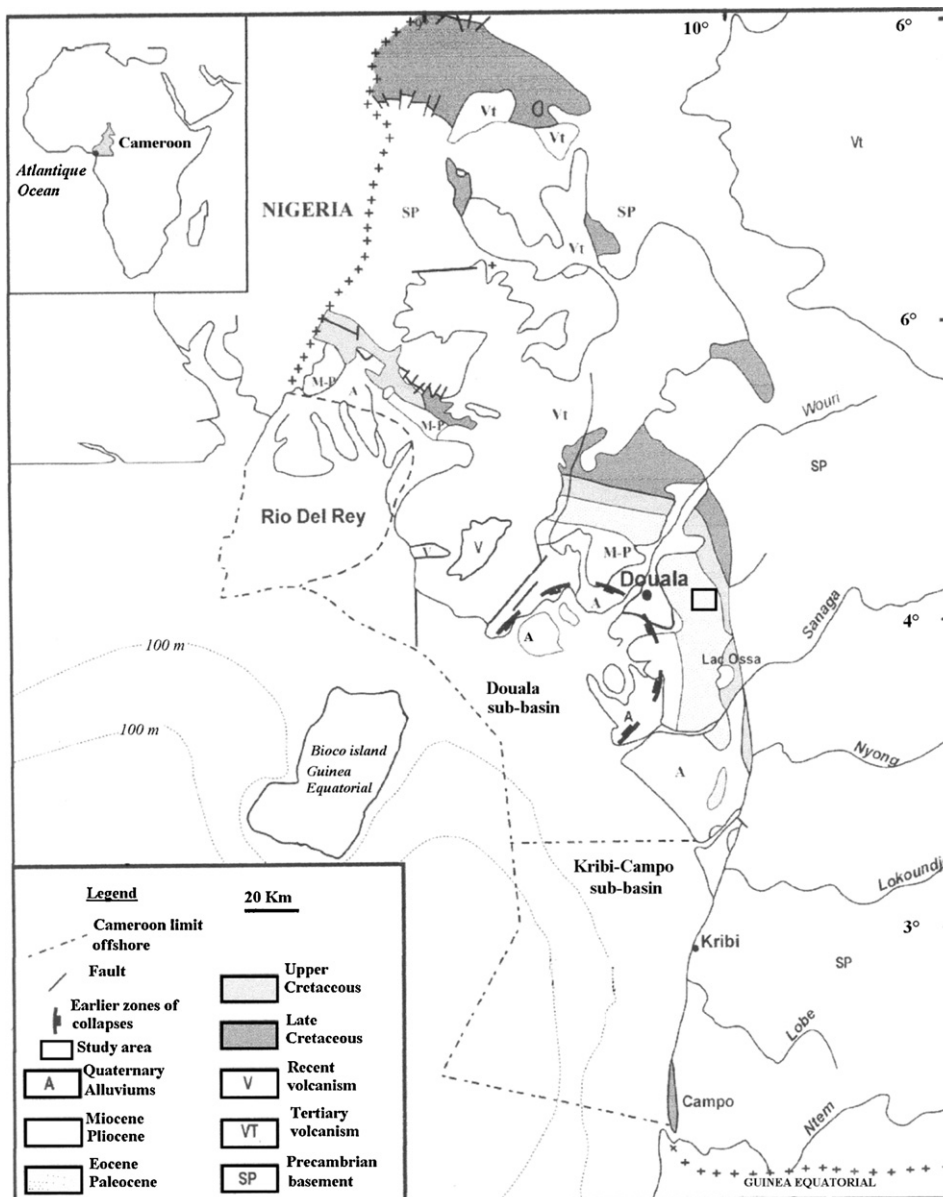 10°
6°
Cameroon
Atlantique
Ocean
NIGERIA
SP
Vt
Vt
Vt
SP
Vt
6°
M-P
A
M-P
Vt
Wouri
SP
Rio Del Rey
V
V
M-P
Douala
A
A
4°
Sanaga
Lac Ossa
100 m
100 m
Douala
sub-basin
A
A
Nyong
Bioco island
Guinea
Equatorial
Kribi-Campo
sub-basin
Lokoundj
3°
Kribi
SP
Lobe
Campo
Ntem
GUINEA EQUATORIAL
Legend
20 Km
Cameroon limit
offshore
Fault
Earlier zones of
collapses
Study area
A
Quaternary
Alluviums
Miocene
Pliocene
Eocene
Paleocene
Upper
Cretaceous
Late
Cretaceous
V
Recent
volcanism
VT
Tertiary
volcanism
SP
Precambrian
basement